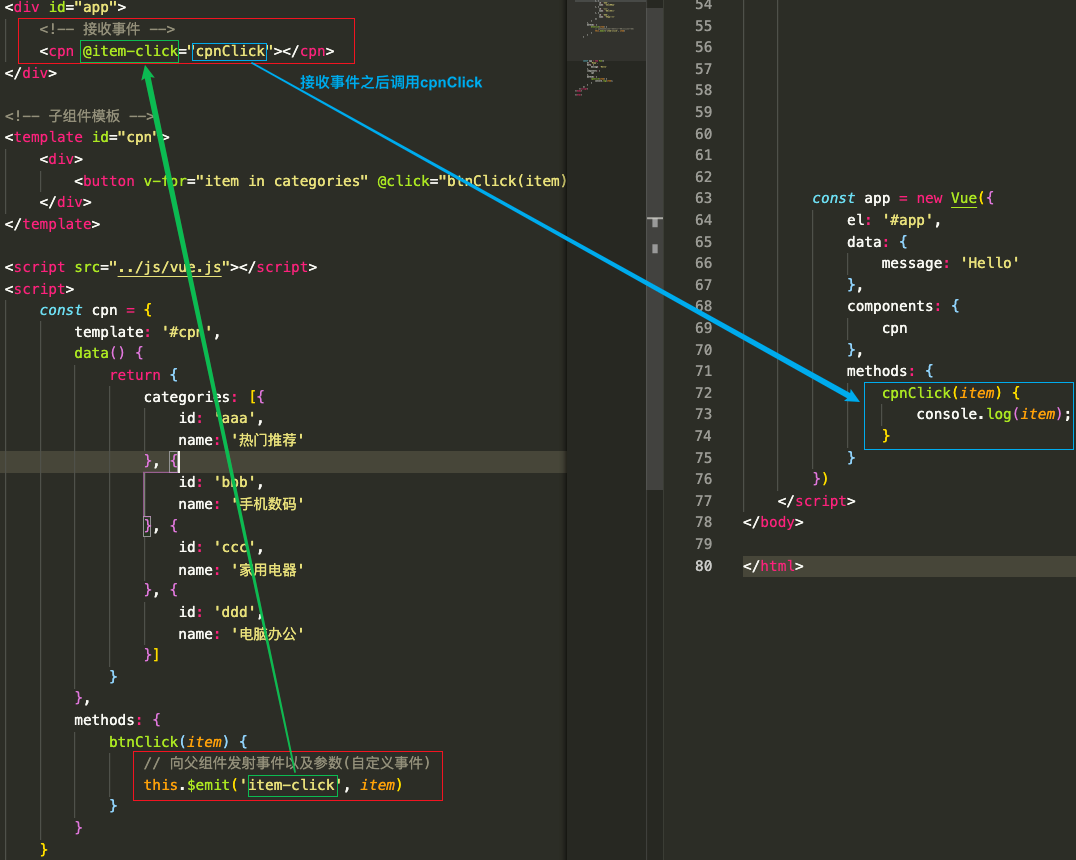 <div id="app">
<!-- 接收事件 -->
<cpn @item-click="cpnClick"></cpn>
</div>
接收事件之后调用cpnClick
<!-- 子组件模板 -->
<template id="cpn">
<div>
<button v-for="item in categories" @click="btnClick(item)
</div>
</template>
<script src="../js/vue.js"></script>
<script>
const cpn = {
template: '#cpn',
data() {
return {
categories: [{
id: 'aaa',
name: '热门推荐'
}, {
id: 'bbb',
name: '手机数码'
}, {
id: 'ccc',
name: '家用电器'
}, {
id: 'ddd',
name: '电脑办公'
}]
}
},
methods: {
btnClick(item) {
// 向父组件发射事件以及参数(自定义事件)
this.$emit('item-click', item)
}
}
}
54
55
56
57
58
59
60
61
62
63 const app = new Vue({
64 el: '#app',
65 data: {
66 message: 'Hello'
67 },
68 components: {
69 cpn
70 },
71 methods: {
72 cpnClick(item) {
73 console.log(item);
74 }
75 }
76 })
77 </script>
78 </body>
79
80 </html>